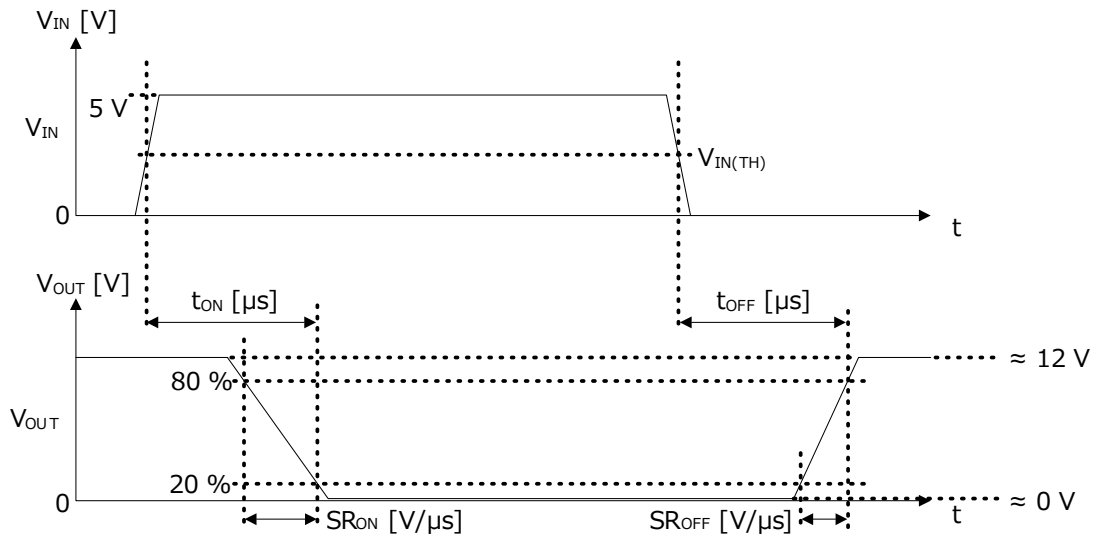 VIN [V]
5 V
VIN
VIN(TH)
0
t
VOUT [V]
tON [µs]
tOFF [µs]
≈ 12 V
80 %
VOUT
20 %
0
≈ 0 V
SRON [V/µs]
SROFF [V/µs]
t